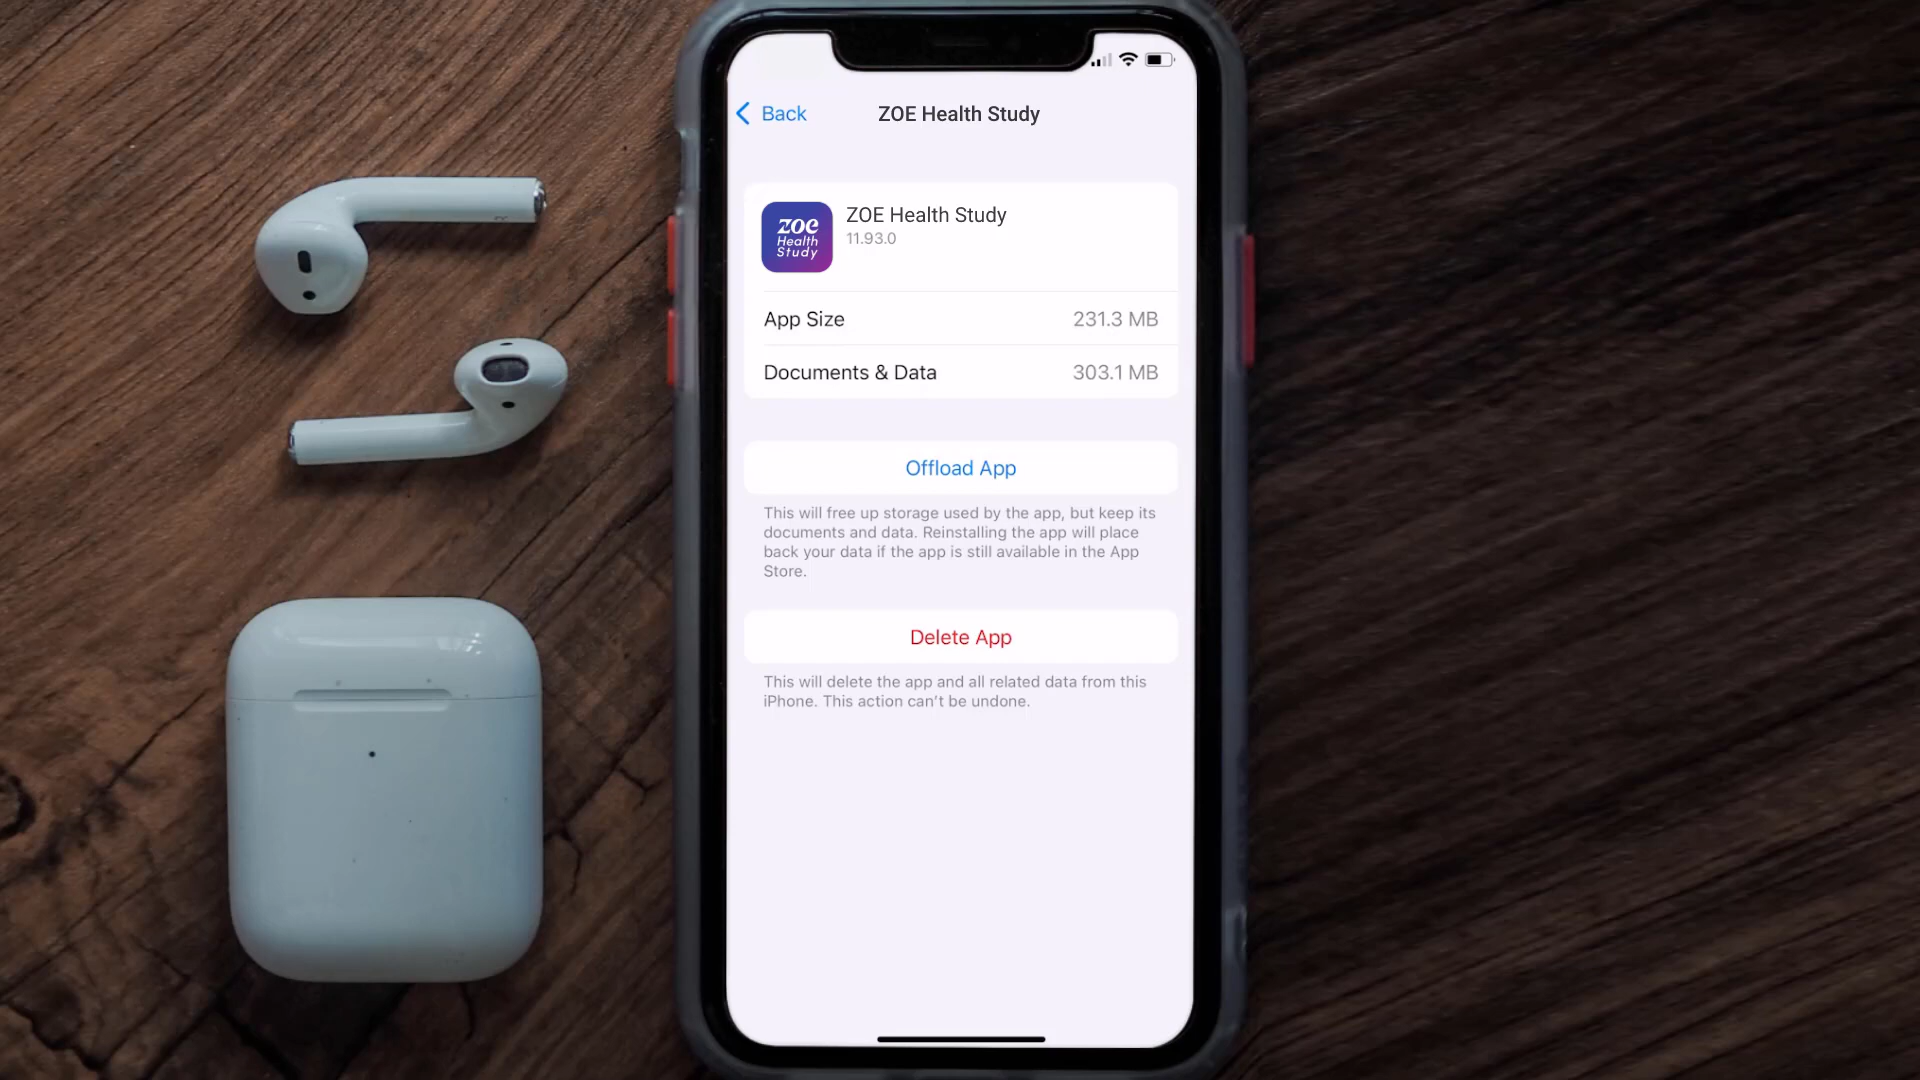 Back
ZOE Health Study
zoe
Health
Study
ZOE Health Study
11.93.0
App Size 231.3 MB
Documents & Data 303.1 MB
Offload App
This will free up storage used by the app, but keep its
documents and data. Reinstalling the app will place
back your data if the app is still available in the App
Store.
Delete App
This will delete the app and all related data from this
iPhone. This action can't be undone.